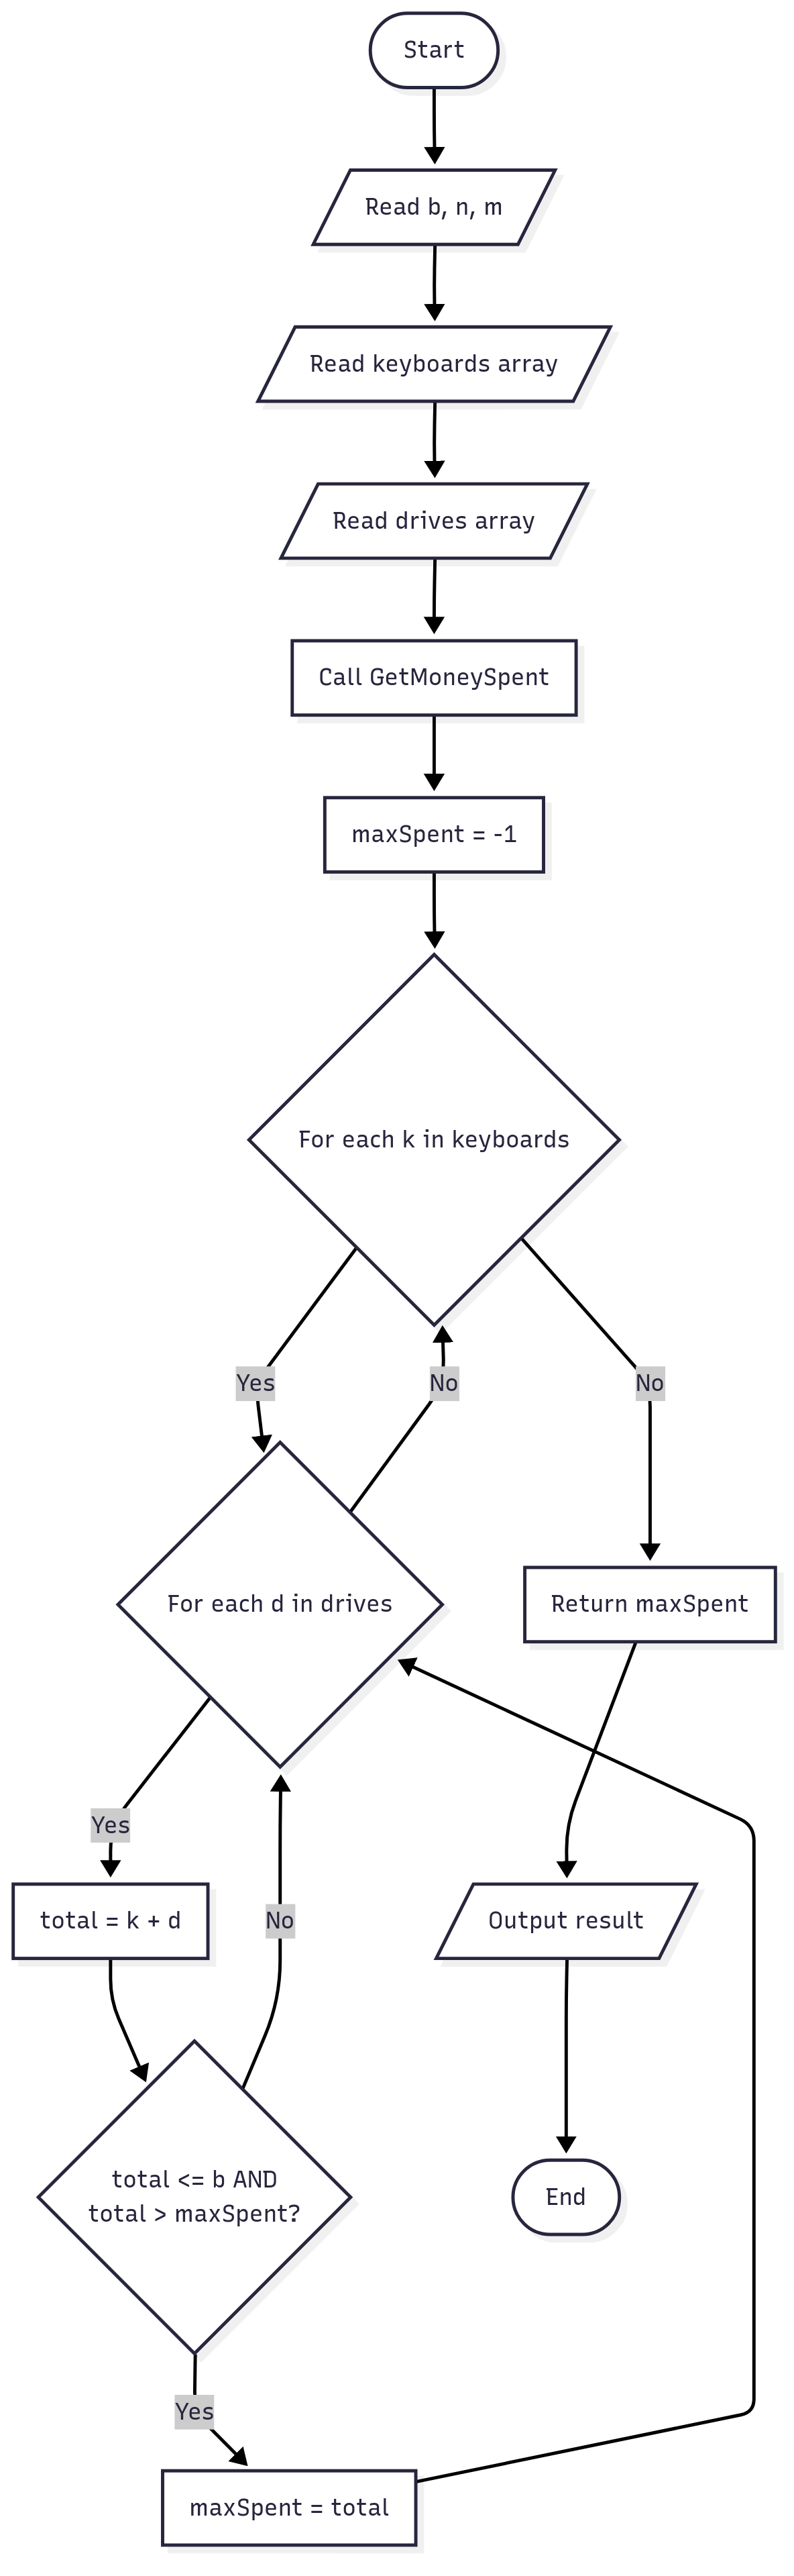 Start
Read b, n, m
Read keyboards array
Read drives array
Call GetMoneySpent
maxSpent = -1
For each k in keyboards
Yes
No
No
For each d in drives
Return maxSpent
Yes
total = k + d
No
Output result
total <= b AND
total > maxSpent?
End
Yes
maxSpent = total